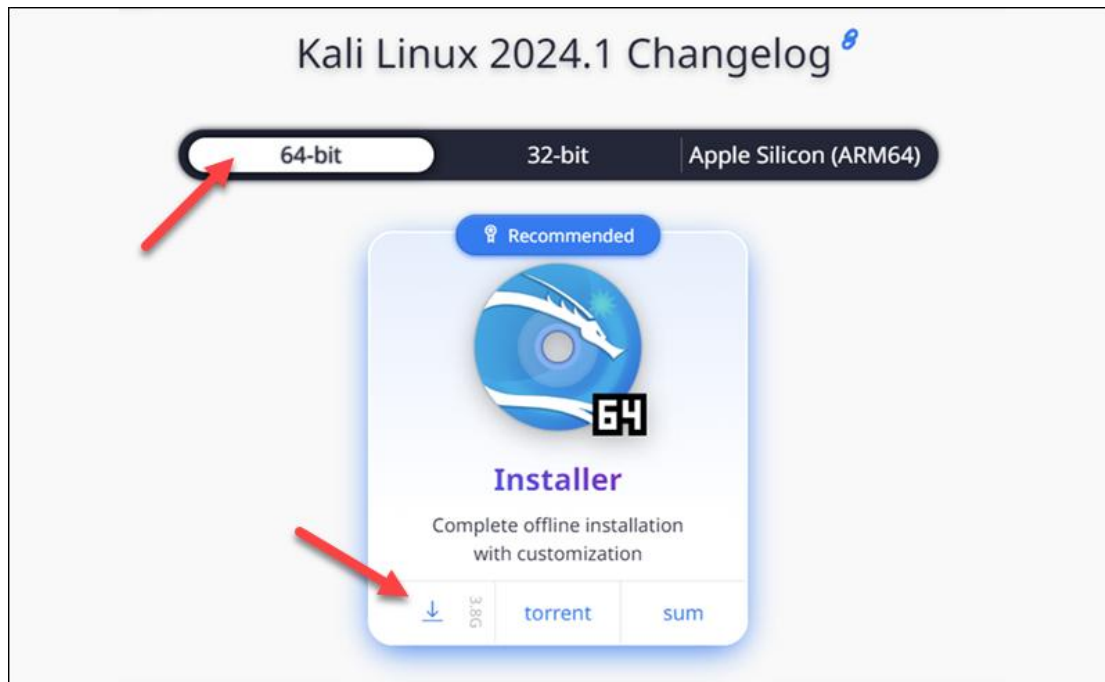 Kali Linux 2024.1 Changelog
64-bit 32-bit Apple Silicon (ARM64)
Recommended
64
Installer
Complete offline installation
with customization
3.8G torrent sum